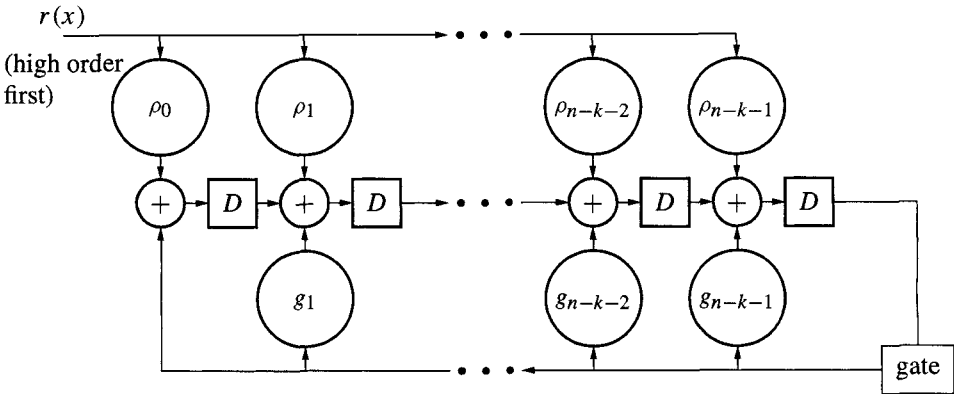 r(x)
(high order
first)
ρ₀ ρ₁ ρₙ₋ₖ₋₂ ρₙ₋ₖ₋₁
+ D + D + D + D
g₁ gₙ₋ₖ₋₂ gₙ₋ₖ₋₁
gate